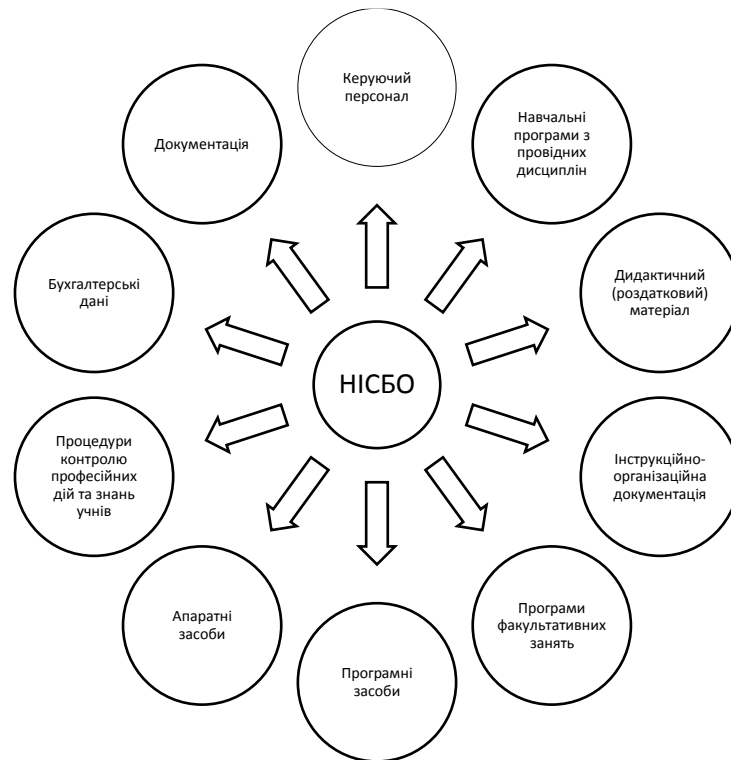 Керуючий
персонал
Навчальні
програми з
провідних
дисциплін
Дидактичний
(роздатковий)
матеріал
Інструкційно-
організаційна
документація
Програми
факультативних
занять
Програмні
засоби
Апаратні
засоби
Процедури
контролю
професійних
дій та знань
учнів
Бухгалтерські
дані
Документація
НІСБО